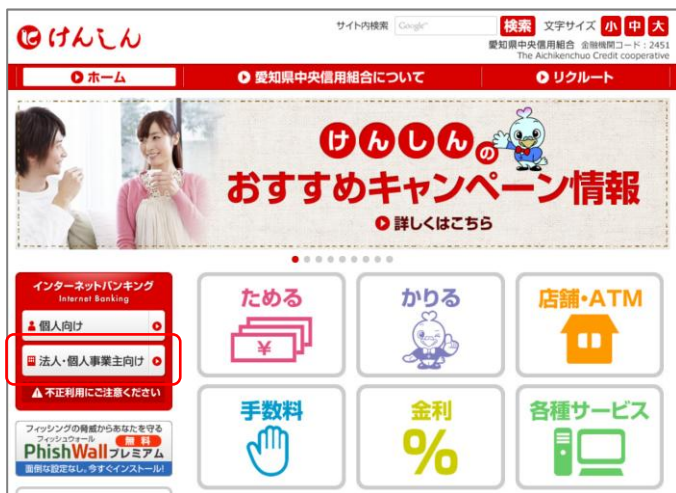 けんしん
サイト内検索 Google 検索 文字サイズ 小 中 大
愛知県中央信用組合 金融機関コード：2451
The Aichikenchuo Credit cooperative
ホーム
愛知県中央信用組合について
リクルート
けんしんの
おすすめキャンペーン情報
詳しくはこちら
インターネットバンキング
Internet Banking
個人向け
法人・個人事業主向け
不正利用にご注意ください
フィッシングの脅威からあなたを守る
フィッシュウォール 無料
PhishWallプレミアム
面倒な設定なし。今すぐインストール!
ためる
¥
かりる
店舗・ATM
手数料
金利
%
各種サービス